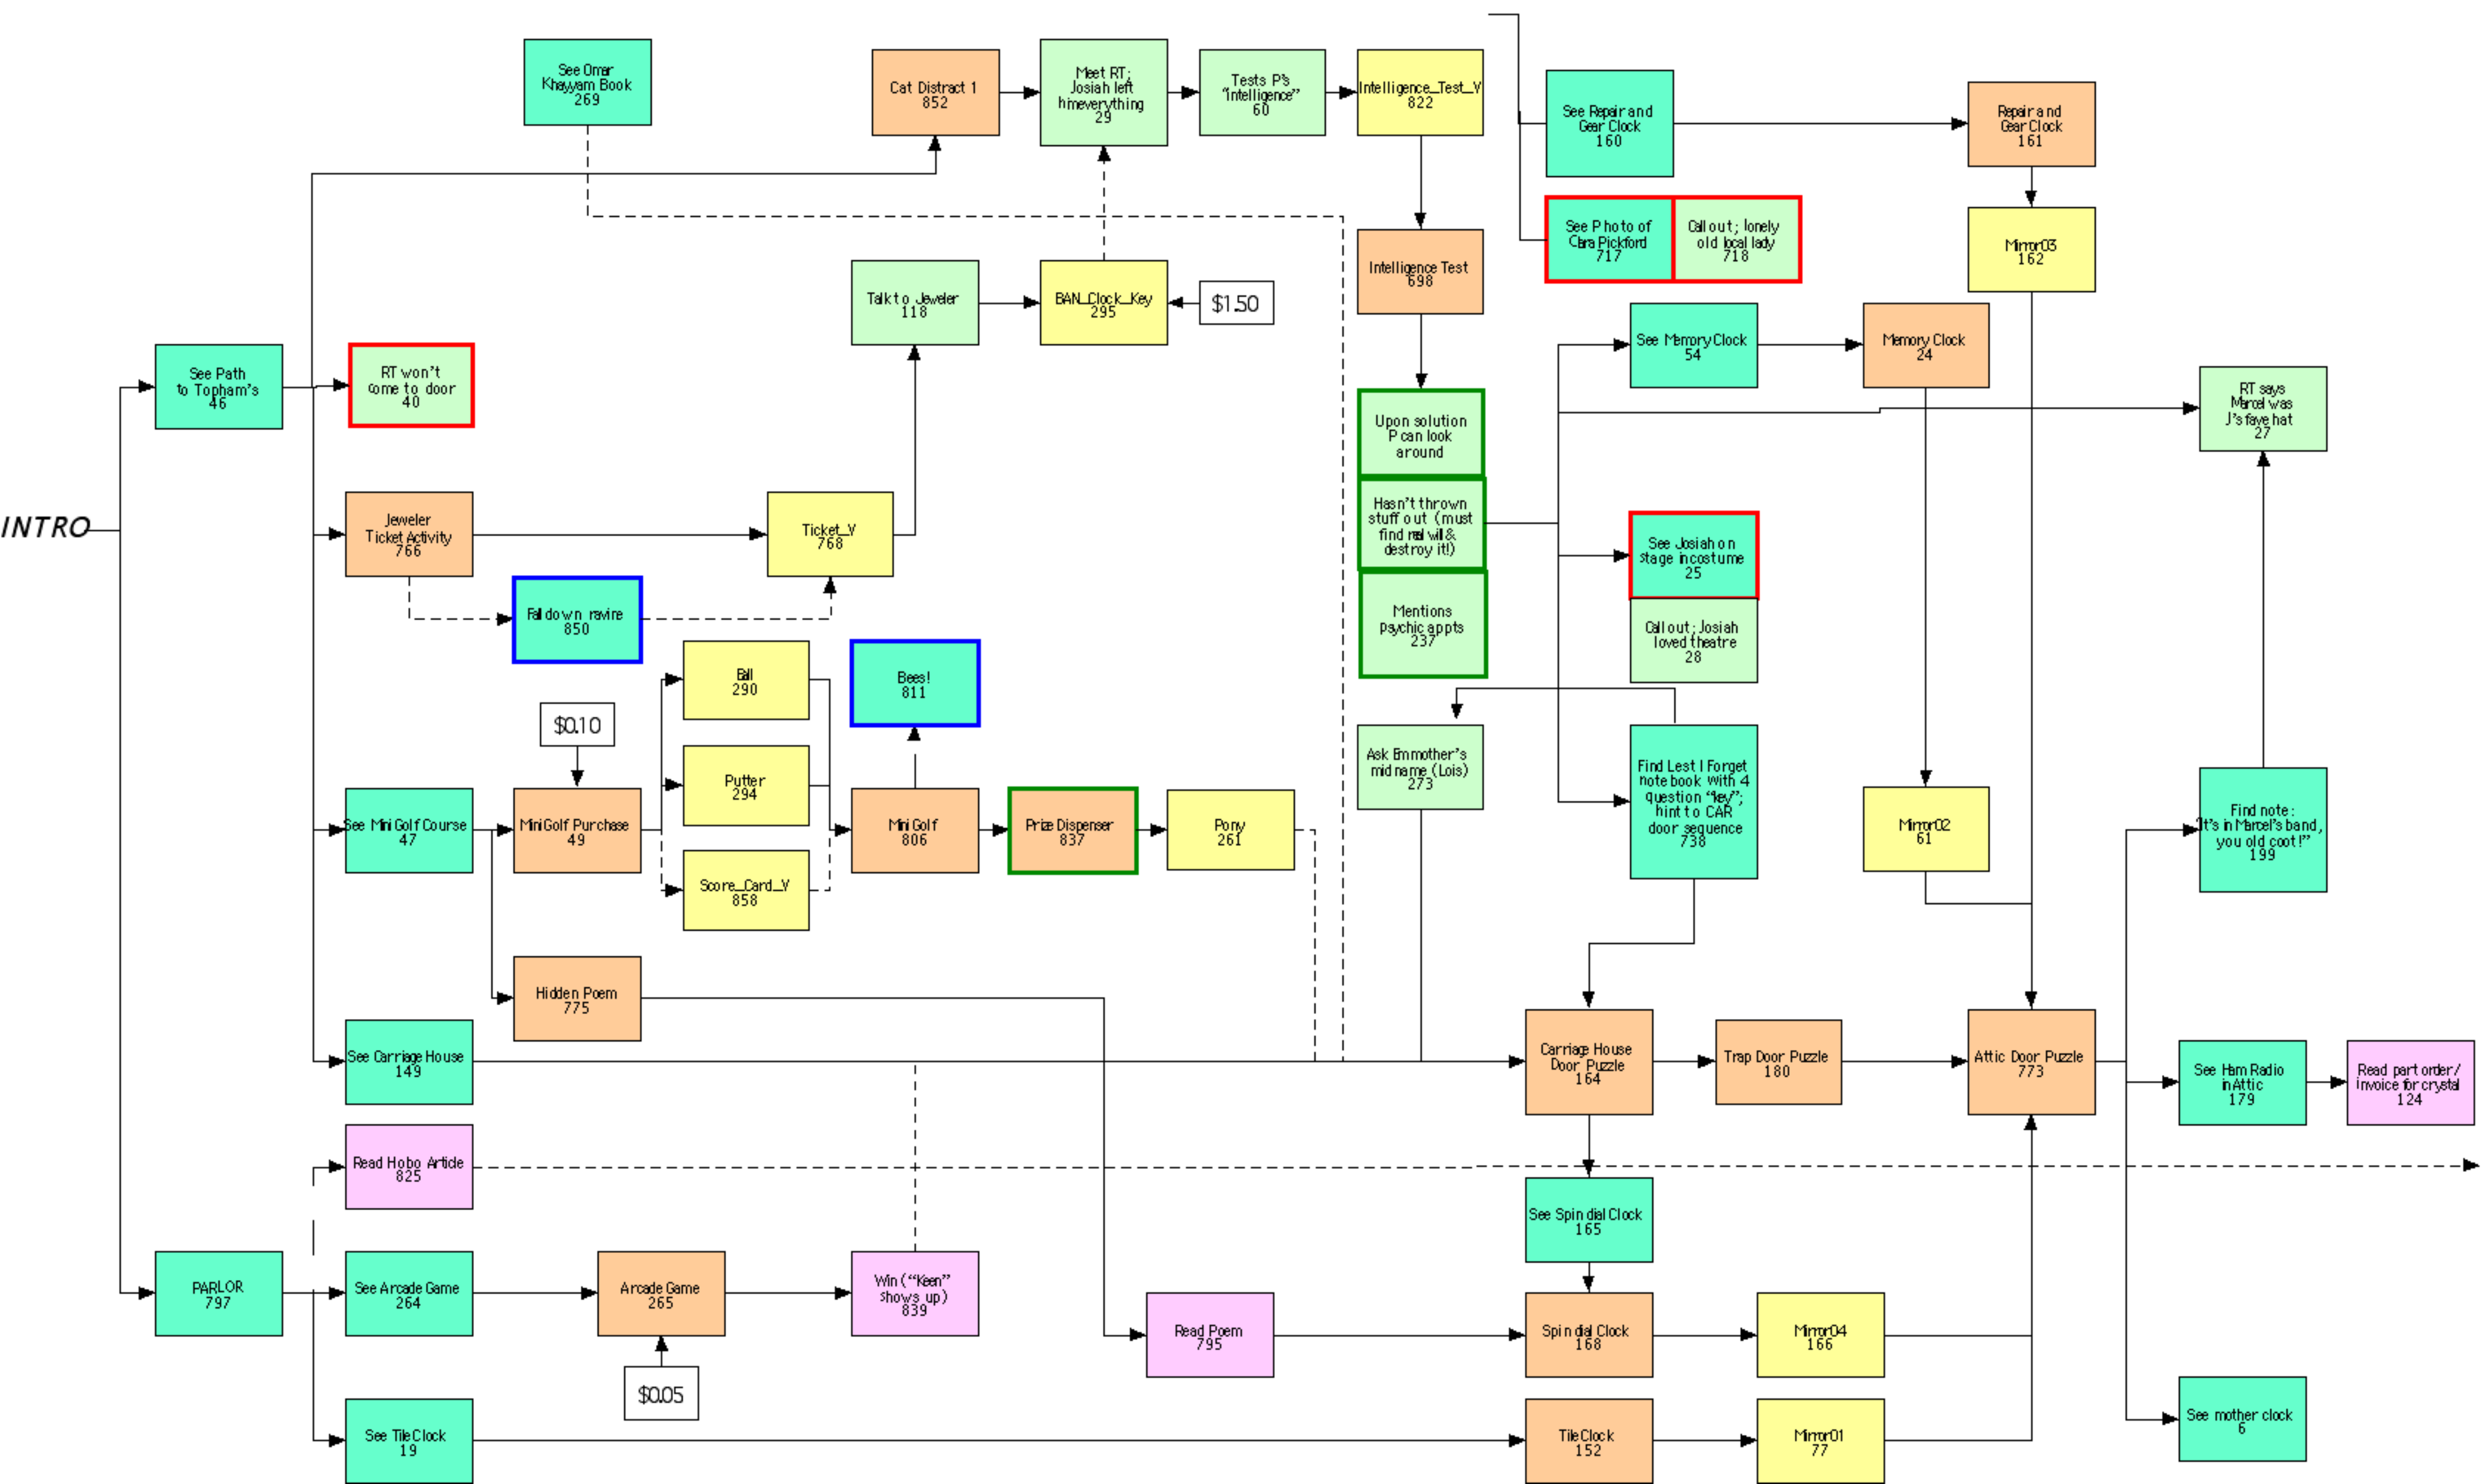 See Omar
Khayyam Book
269
Cat Distract 1
852
Meet RT;
Josiah left
himeverything
29
Tests P's
"intelligence"
60
Intelligence_Test_V
822
See Repair and
Gear Clock
160
Repair and
Gear Clock
161
See Photo of
Clara Pickford
717
Call out; lonely
old local lady
718
Mirror03
162
Intelligence Test
698
Talk to Jeweler
118
BAN_Clock_Key
295
$1.50
See Memory Clock
54
Memory Clock
24
See Path
to Topham's
46
RT won't
come to door
40
RT says
Marcel was
J's fave hat
27
Upon solution
P can look
around
Hasn't thrown
stuff out (must
find real will &
destroy it!)
Mentions
psychic appts
237
INTRO
Jeweler
Ticket Activity
766
Ticket_V
768
See Josiah on
stage in costume
25
Call out; Josiah
loved theatre
28
Fall down ravine
850
Ball
290
Bees!
811
$0.10
Putter
294
Ask Em mother's
mid name (Lois)
273
Find Lest I Forget
notebook with 4
question "key";
hint to CAR
door sequence
738
See Mini Golf Course
47
MiniGolf Purchase
49
Mini Golf
806
Prize Dispenser
837
Pony
261
Mirror02
61
Find note:
"It's in Marcel's band,
you old coot!"
199
Score_Card_V
858
Hidden Poem
775
See Carriage House
149
Carriage House
Door Puzzle
164
Trap Door Puzzle
180
Attic Door Puzzle
773
See Ham Radio
in Attic
179
Read part order/
invoice for crystal
124
Read Hobo Article
825
See Spin dial Clock
165
PARLOR
797
See Arcade Game
264
Arcade Game
265
Win ("Keen"
shows up)
839
Read Poem
795
Spin dial Clock
168
Mirror04
166
$0.05
See Tile Clock
19
Tile Clock
152
Mirror01
77
See mother clock
6